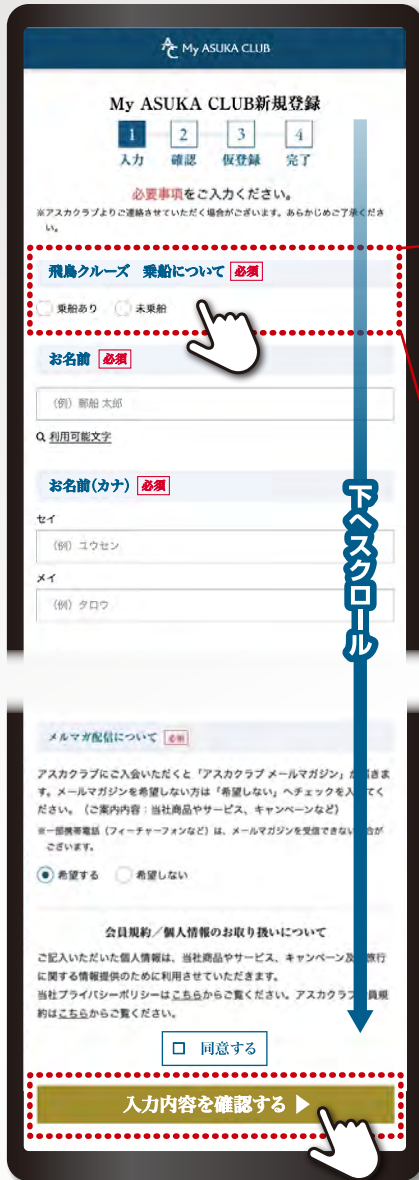 AC My ASUKA CLUB
My ASUKA CLUB新規登録
1 2 3 4
入力 確認 仮登録 完了
必要事項をご入力ください。
※アスカクラブよりご連絡させていただく場合がございます。あらかじめご了承くださ
い。
飛鳥クルーズ 乗船について 必須
乗船あり 未乗船
お名前 必須
(例) 郵船 太郎
利用可能文字
お名前(カナ) 必須
セイ
(例) ユウセン
メイ
(例) タロウ
下へスクロール
メルマガ配信について 必須
アスカクラブにご入会いただくと「アスカクラブ メールマガジン」が きま
す。メールマガジンを希望しない方は「希望しない」へチェックを入 てく
ださい。(ご案内内容:当社商品やサービス、キャンペーンなど)
※一部携帯電話(フィーチャーフォンなど)は、メールマガジンを受信できない 合が
ございます。
希望する 希望しない
会員規約/個人情報のお取り扱いについて
ご記入いただいた個人情報は、当社商品やサービス、キャンペーン及 旅行
に関する情報提供のために利用させていただきます。
当社プライバシーポリシーはこちらからご覧ください。アスカクラブ 員規
約はこちらからご覧ください。
同意する
入力内容を確認する ▶